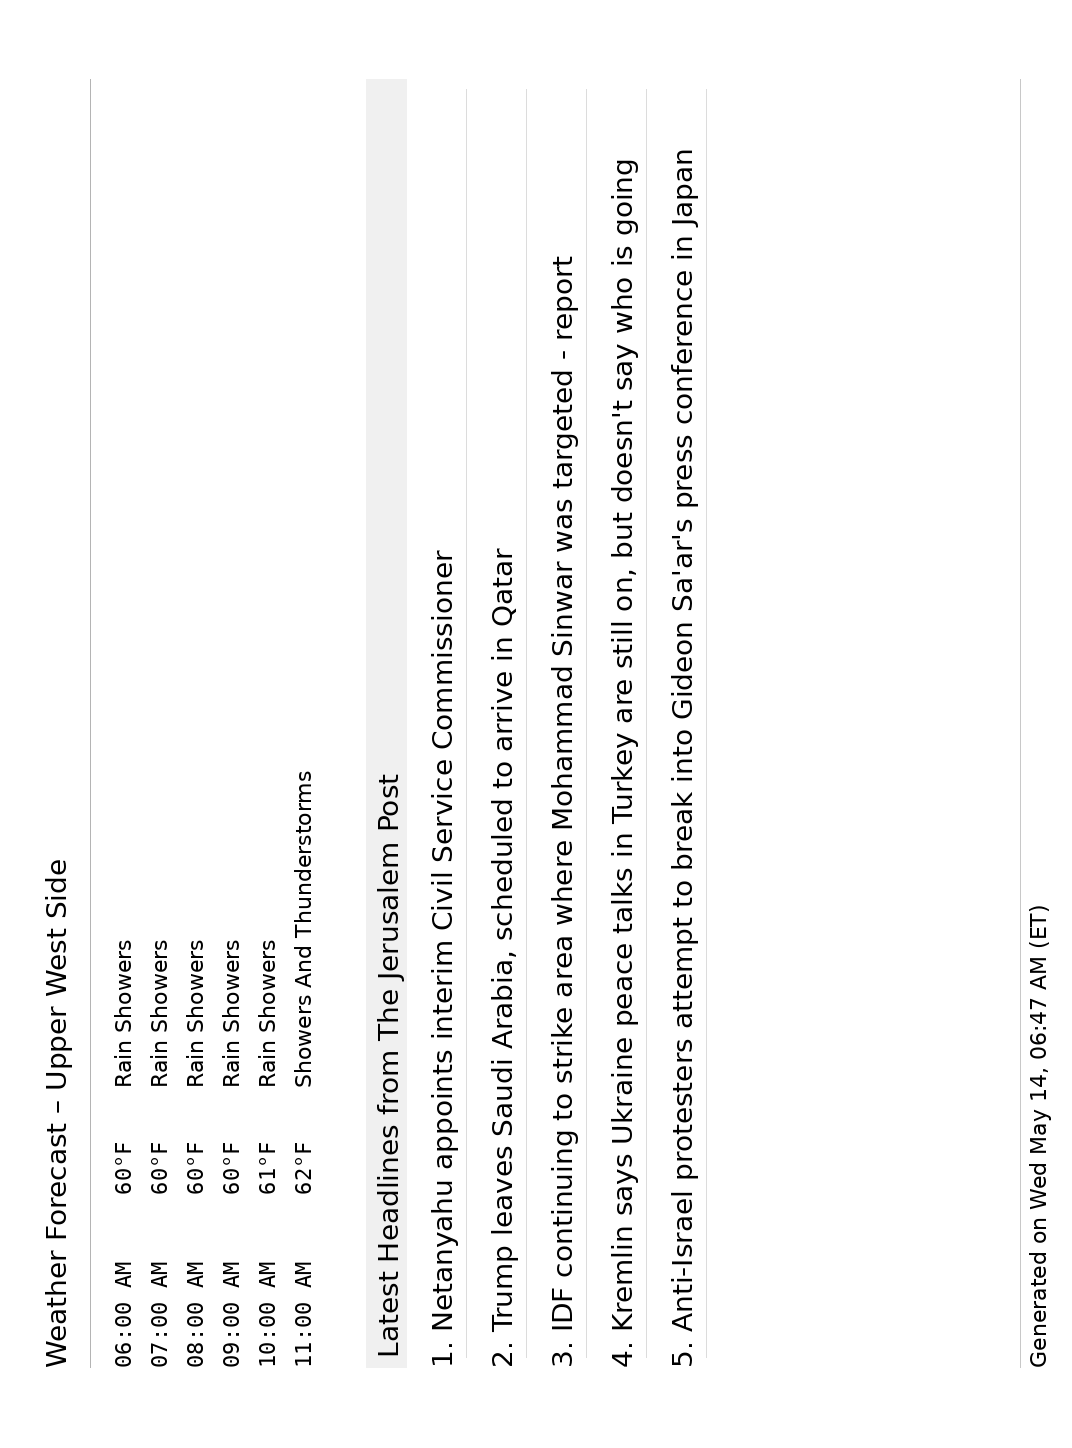 Weather Forecast – Upper West Side
06:00 AM 60°F Rain Showers
07:00 AM 60°F Rain Showers
08:00 AM 60°F Rain Showers
09:00 AM 60°F Rain Showers
10:00 AM 61°F Rain Showers
11:00 AM 62°F Showers And Thunderstorms
Latest Headlines from The Jerusalem Post
1. Netanyahu appoints interim Civil Service Commissioner
2. Trump leaves Saudi Arabia, scheduled to arrive in Qatar
3. IDF continuing to strike area where Mohammad Sinwar was targeted - report
4. Kremlin says Ukraine peace talks in Turkey are still on, but doesn't say who is going
5. Anti-Israel protesters attempt to break into Gideon Sa'ar's press conference in Japan
Generated on Wed May 14, 06:47 AM (ET)